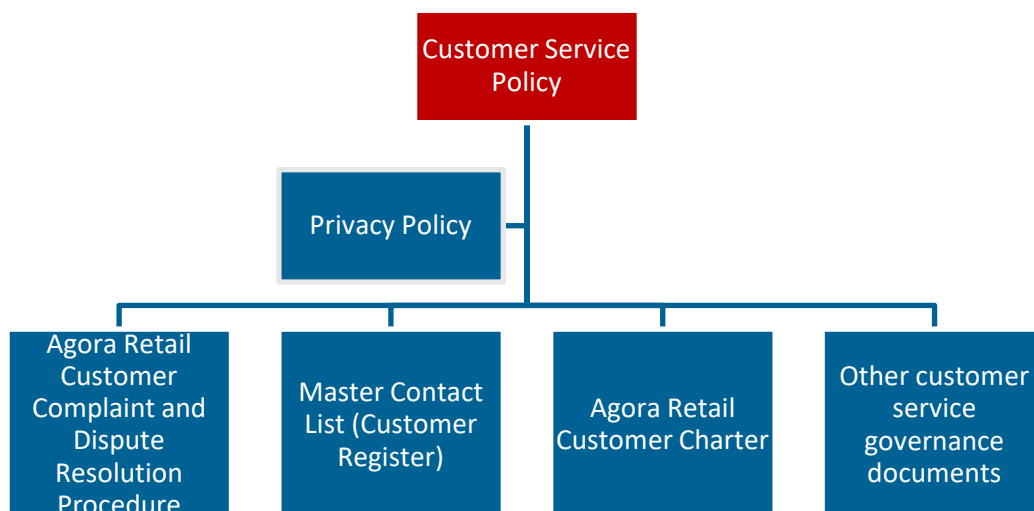 Customer Service
Policy
Privacy Policy
Agora Retail
Customer
Complaint and
Dispute
Resolution
Procedure
Master Contact
List (Customer
Register)
Agora Retail
Customer Charter
Other customer
service
governance
documents